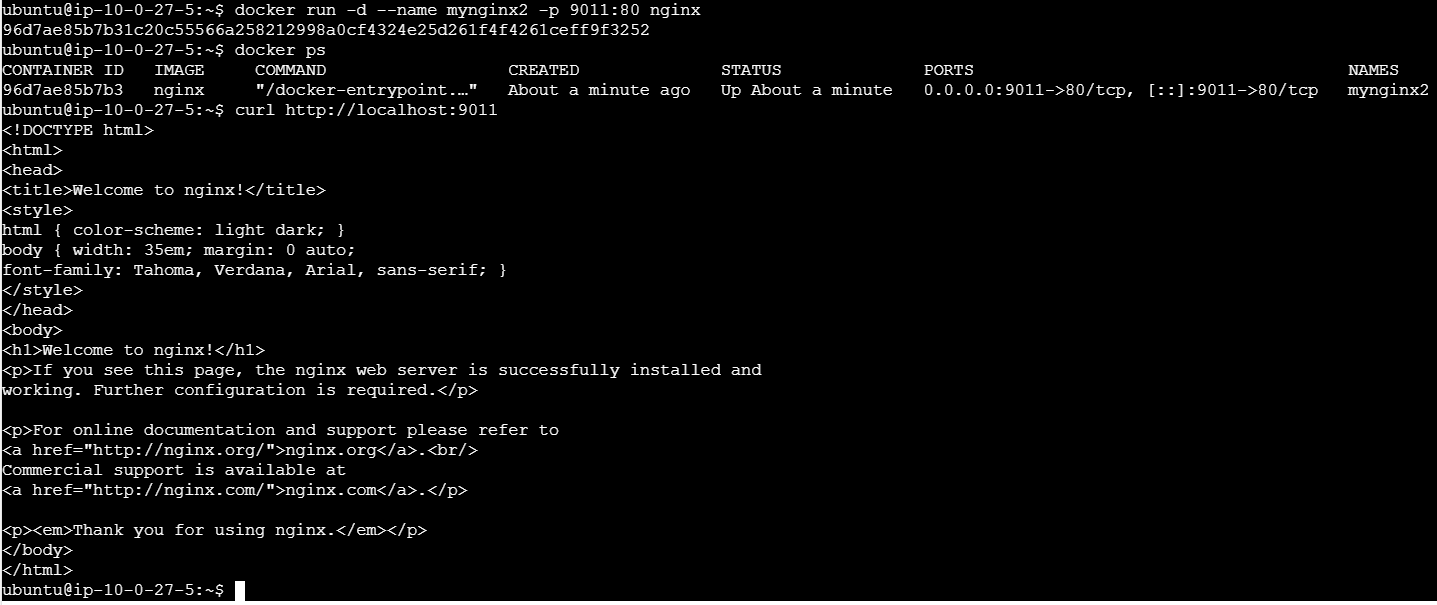 ubuntu@ip-10-0-27-5:~$ docker run -d --name mynginx2 -p 9011:80 nginx
96d7ae85b7b31c20c55566a258212998a0cf4324e25d261f4f4261ceff9f3252
ubuntu@ip-10-0-27-5:~$ docker ps
CONTAINER ID   IMAGE     COMMAND                  CREATED              STATUS              PORTS                                     NAMES
96d7ae85b7b3   nginx     "/docker-entrypoint.…"   About a minute ago   Up About a minute   0.0.0.0:9011->80/tcp, [::]:9011->80/tcp   mynginx2
ubuntu@ip-10-0-27-5:~$ curl http://localhost:9011
<!DOCTYPE html>
<html>
<head>
<title>Welcome to nginx!</title>
<style>
html { color-scheme: light dark; }
body { width: 35em; margin: 0 auto;
font-family: Tahoma, Verdana, Arial, sans-serif; }
</style>
</head>
<body>
<h1>Welcome to nginx!</h1>
<p>If you see this page, the nginx web server is successfully installed and
working. Further configuration is required.</p>

<p>For online documentation and support please refer to
<a href="http://nginx.org/">nginx.org</a>.<br/>
Commercial support is available at
<a href="http://nginx.com/">nginx.com</a>.</p>

<p><em>Thank you for using nginx.</em></p>
</body>
</html>
ubuntu@ip-10-0-27-5:~$